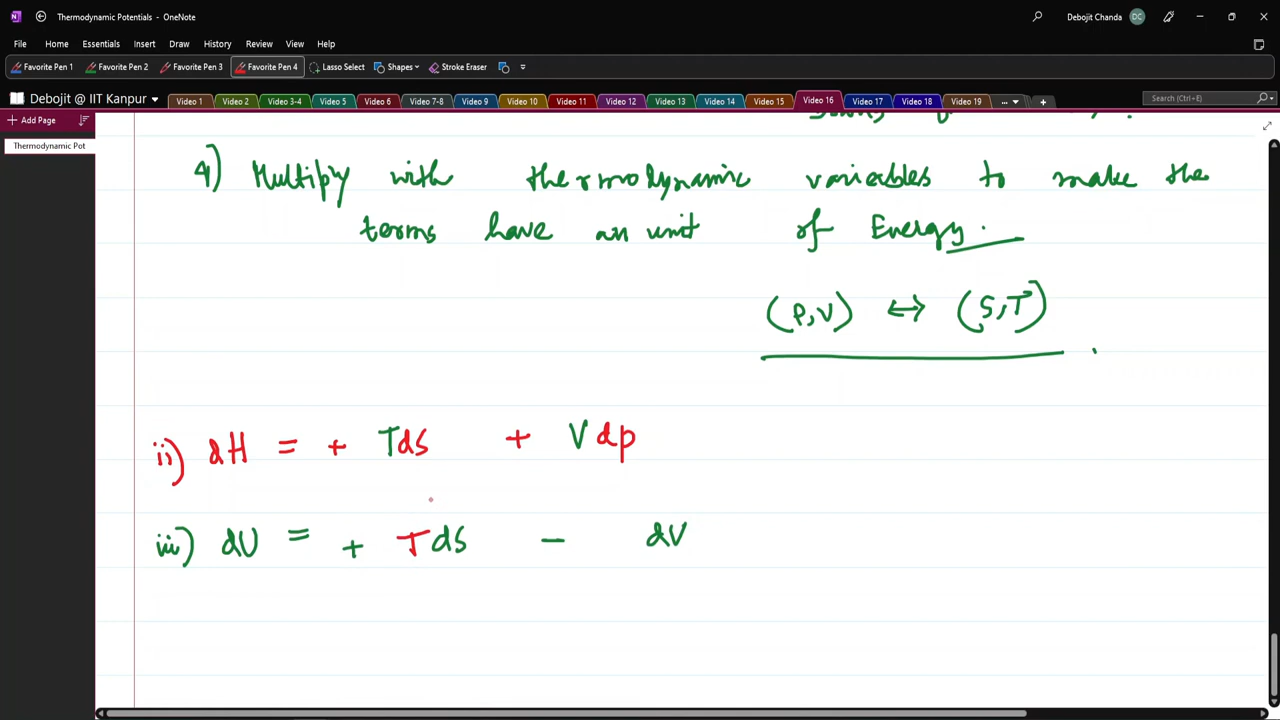 Thermodynamic Potentials - OneNote
Debojit Chanda DC
File Home Essentials Insert Draw History Review View Help
Favorite Pen 1 Favorite Pen 2 Favorite Pen 3 Favorite Pen 4 Lasso Select Shapes Stroke Eraser
Debojit @ IIT Kanpur Video 1 Video 2 Video 3-4 Video 5 Video 6 Video 7-8 Video 9 Video 10 Video 11 Video 12 Video 13 Video 14 Video 15 Video 16 Video 17 Video 18 Video 19 ... Search (Ctrl+E)
Add Page
Thermodynamic Pot
4) Multiply with thermodynamic variables to make the
terms have an unit of Energy.
(P,V) ↔ (S,T) .
ii) dH = + TdS + Vdp
iii) dU = + TdS - dV